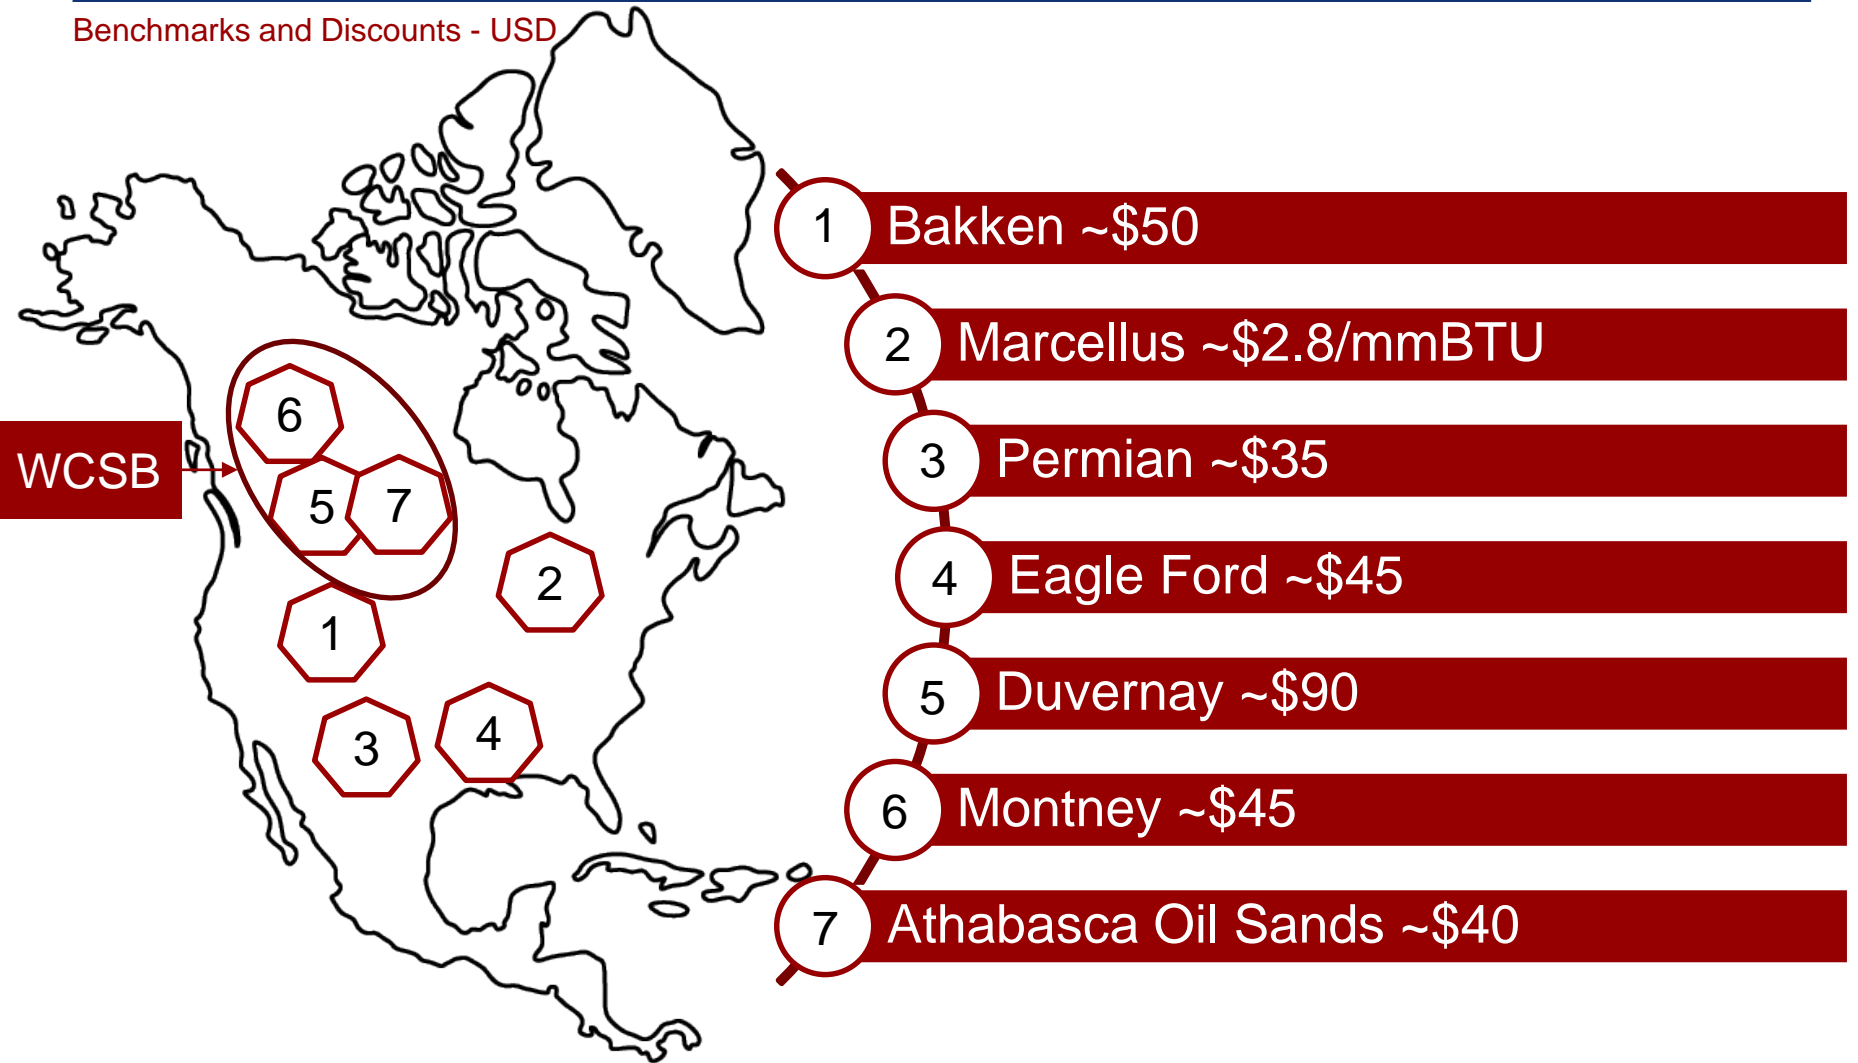 Benchmarks and Discounts - USD
WCSB
6
5
7
2
1
3
4
1
Bakken ~$50
2
Marcellus ~$2.8/mmBTU
3
Permian ~$35
4
Eagle Ford ~$45
5
Duvernay ~$90
6
Montney ~$45
7
Athabasca Oil Sands ~$40